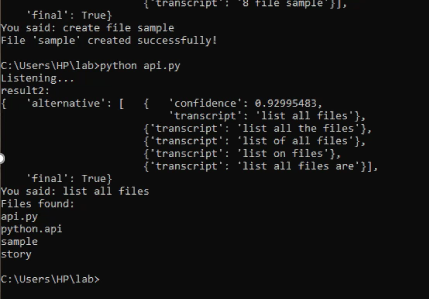 {'transcript': '8 file sample'}],
    'final': True}
You said: create file sample
File 'sample' created successfully!

C:\Users\HP\lab>python api.py
Listening...
result2:
{   'alternative': [   {   'confidence': 0.92995483,
                           'transcript': 'list all files'},
                       {'transcript': 'list all the files'},
                       {'transcript': 'list of all files'},
                       {'transcript': 'list on files'},
                       {'transcript': 'list all files are'}],
    'final': True}
You said: list all files
Files found:
api.py
python.api
sample
story

C:\Users\HP\lab>